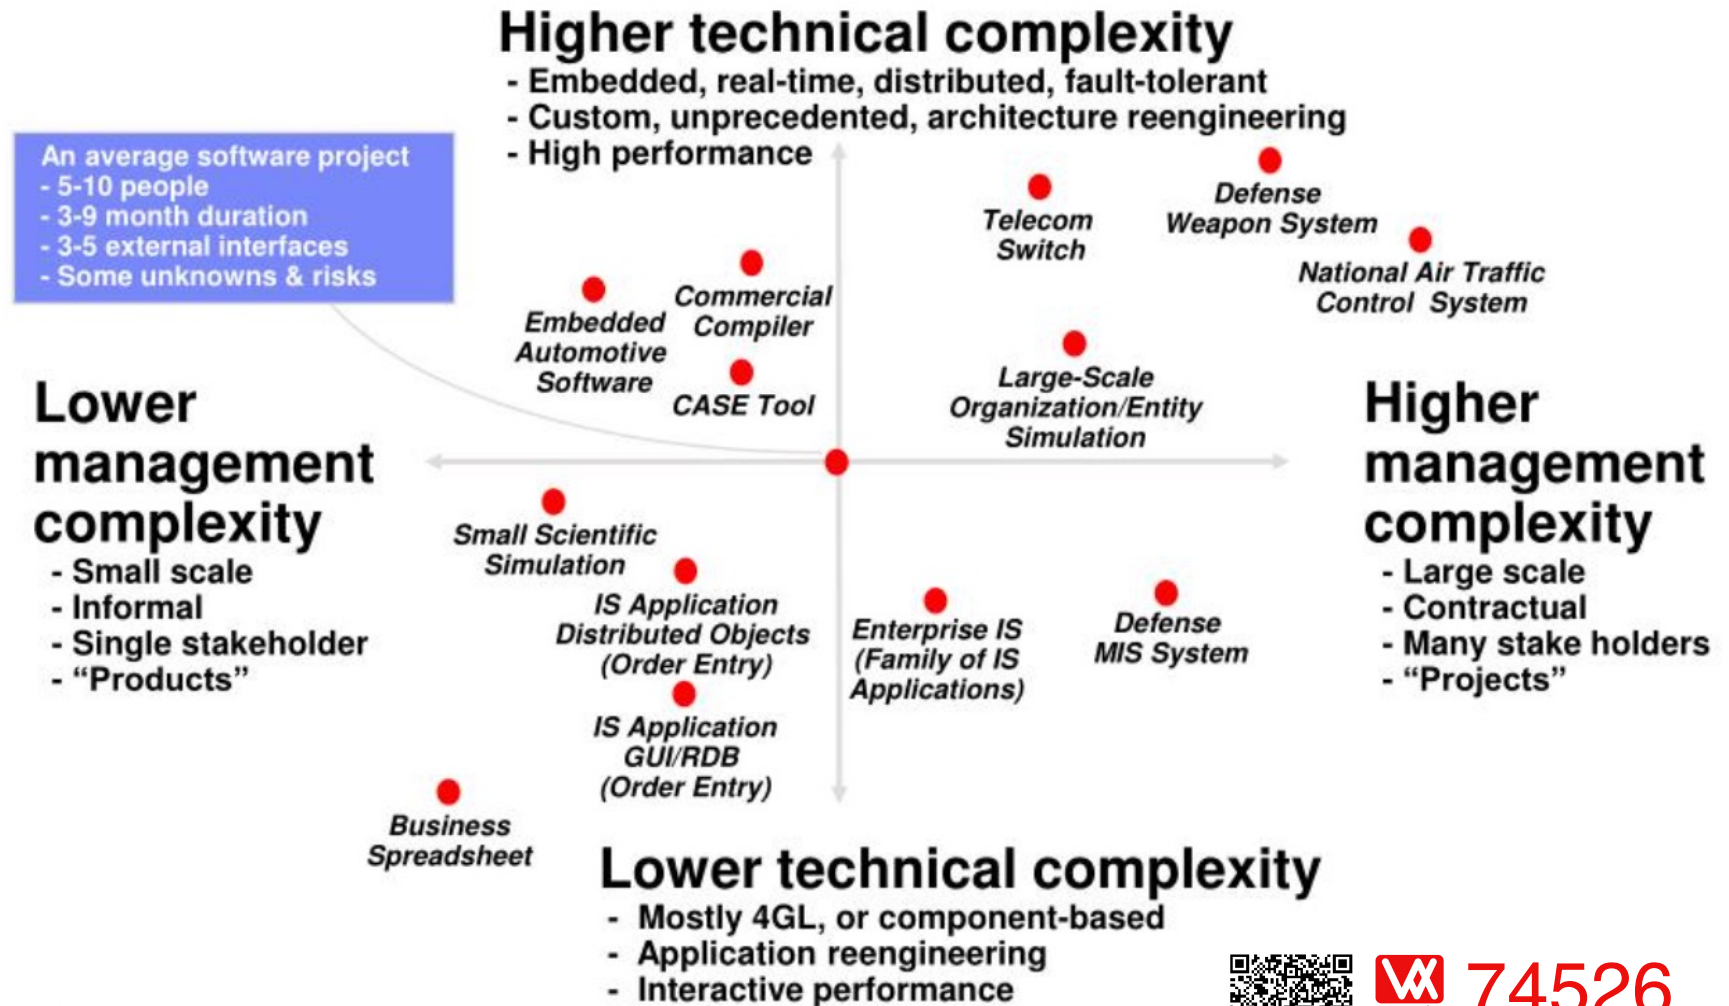 Higher technical complexity
- Embedded, real-time, distributed, fault-tolerant
- Custom, unprecedented, architecture reengineering
- High performance
An average software project
- 5-10 people
- 3-9 month duration
- 3-5 external interfaces
- Some unknowns & risks
Defense
Weapon System
Telecom
Switch
National Air Traffic
Control System
Commercial
Compiler
Embedded
Automotive
Software
CASE Tool
Large-Scale
Organization/Entity
Simulation
Lower
management
complexity
- Small scale
- Informal
- Single stakeholder
- “Products”
Higher
management
complexity
- Large scale
- Contractual
- Many stake holders
- “Projects”
Small Scientific
Simulation
IS Application
Distributed Objects
(Order Entry)
Enterprise IS
(Family of IS
Applications)
Defense
MIS System
IS Application
GUI/RDB
(Order Entry)
Business
Spreadsheet
Lower technical complexity
- Mostly 4GL, or component-based
- Application reengineering
- Interactive performance
74526